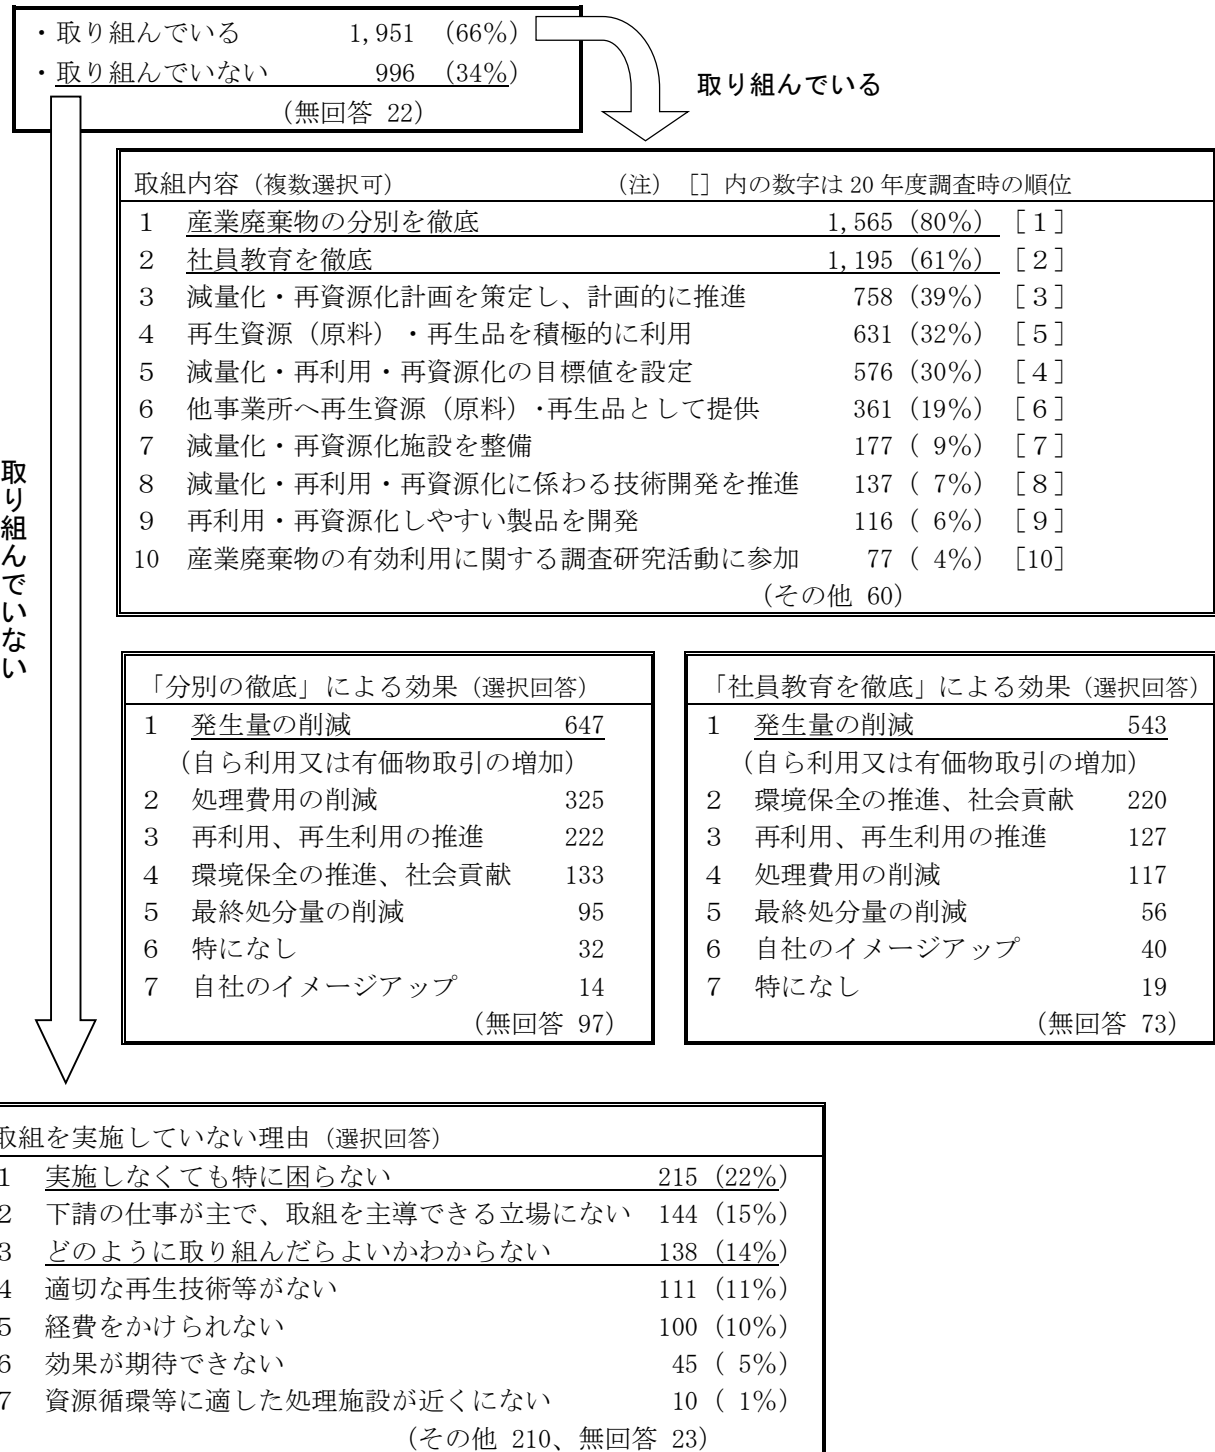 ・取り組んでいる 1,951 (66%)
・取り組んでいない 996 (34%)
(無回答 22)
取り組んでいる
取組内容(複数選択可) (注) [] 内の数字は 20 年度調査時の順位
1 産業廃棄物の分別を徹底 1,565 (80%) [1]
2 社員教育を徹底 1,195 (61%) [2]
3 減量化・再資源化計画を策定し、計画的に推進 758 (39%) [3]
4 再生資源(原料)・再生品を積極的に利用 631 (32%) [5]
5 減量化・再利用・再資源化の目標値を設定 576 (30%) [4]
6 他事業所へ再生資源(原料)・再生品として提供 361 (19%) [6]
7 減量化・再資源化施設を整備 177 ( 9%) [7]
8 減量化・再利用・再資源化に係わる技術開発を推進 137 ( 7%) [8]
9 再利用・再資源化しやすい製品を開発 116 ( 6%) [9]
10 産業廃棄物の有効利用に関する調査研究活動に参加 77 ( 4%) [10]
(その他 60)
取り組んでいない
「分別の徹底」による効果(選択回答)
1 発生量の削減 647
(自ら利用又は有価物取引の増加)
2 処理費用の削減 325
3 再利用、再生利用の推進 222
4 環境保全の推進、社会貢献 133
5 最終処分量の削減 95
6 特になし 32
7 自社のイメージアップ 14
(無回答 97)
「社員教育を徹底」による効果(選択回答)
1 発生量の削減 543
(自ら利用又は有価物取引の増加)
2 環境保全の推進、社会貢献 220
3 再利用、再生利用の推進 127
4 処理費用の削減 117
5 最終処分量の削減 56
6 自社のイメージアップ 40
7 特になし 19
(無回答 73)
取組を実施していない理由(選択回答)
1 実施しなくても特に困らない 215 (22%)
2 下請の仕事が主で、取組を主導できる立場にない 144 (15%)
3 どのように取り組んだらよいかわからない 138 (14%)
4 適切な再生技術等がない 111 (11%)
5 経費をかけられない 100 (10%)
6 効果が期待できない 45 ( 5%)
7 資源循環等に適した処理施設が近くにない 10 ( 1%)
(その他 210、無回答 23)